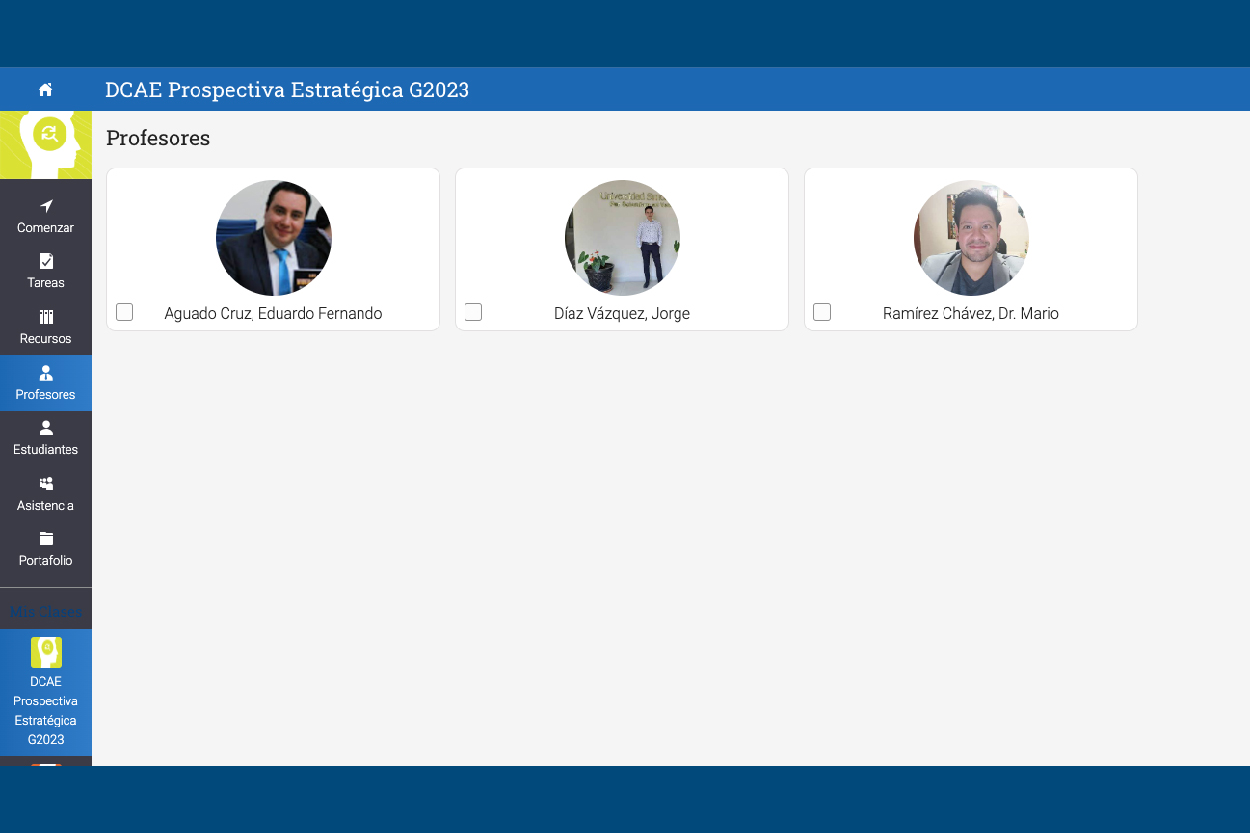 DCAE Prospectiva Estratégica G2023
Profesores
Comenzar
Tareas
Recursos
Profesores
Estudiantes
Asistencia
Portafolio
Mis Clases
DCAE
Prospectiva
Estratégica
G2023
Aguado Cruz, Eduardo Fernando
Díaz Vázquez, Jorge
Ramírez Chávez, Dr. Mario